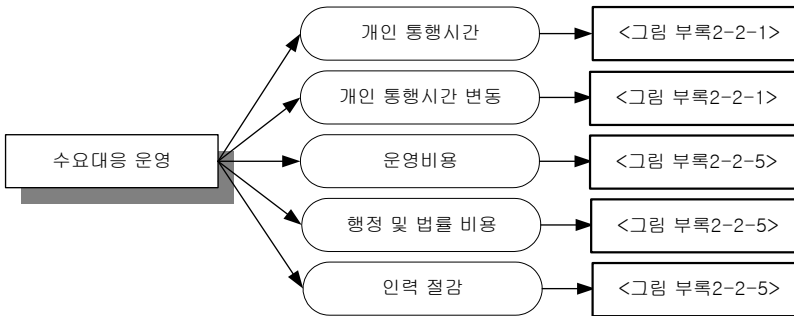 개인 통행시간
<그림 부록2-2-1>
개인 통행시간 변동
<그림 부록2-2-1>
수요대응 운영
운영비용
<그림 부록2-2-5>
행정 및 법률 비용
<그림 부록2-2-5>
인력 절감
<그림 부록2-2-5>